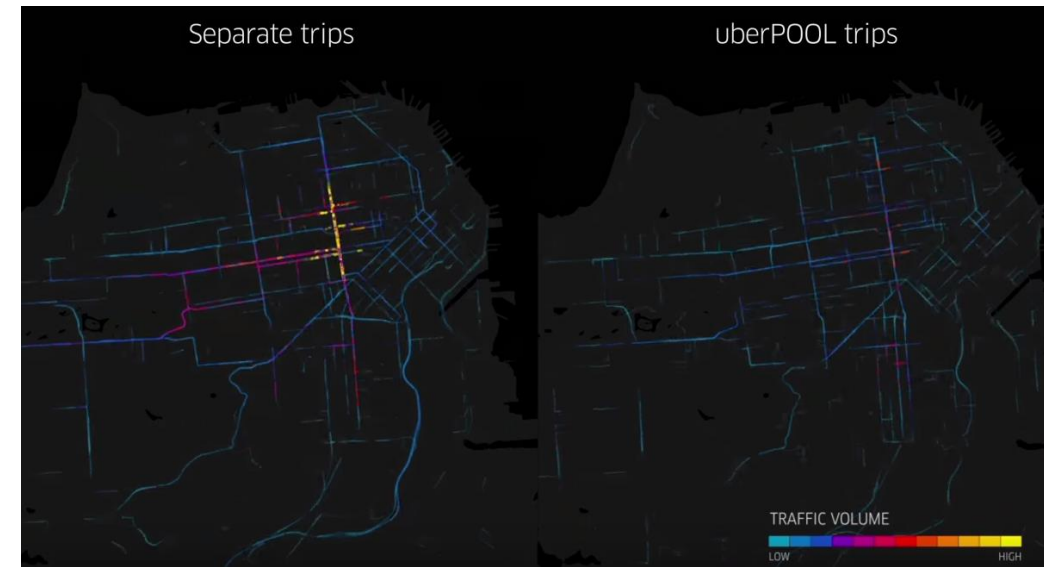 Separate trips
uberPOOL trips
TRAFFIC VOLUME
LOW
HIGH